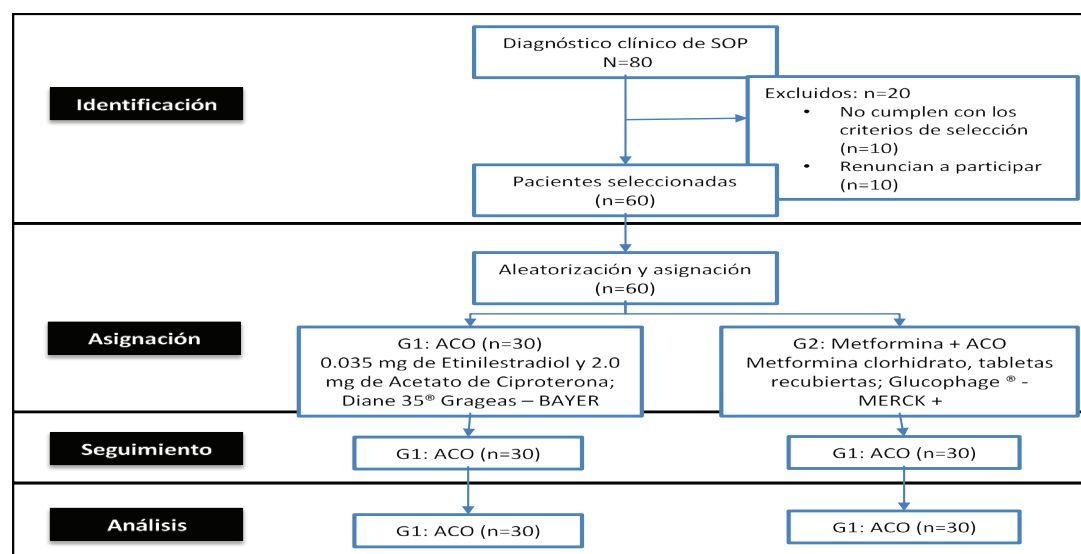 Diagnóstico clínico de SOP
N=80
Identificación
Excluidos: n=20
• No cumplen con los
criterios de selección
(n=10)
• Renuncian a participar
(n=10)
Pacientes seleccionadas
(n=60)
Aleatorización y asignación
(n=60)
Asignación
G1: ACO (n=30)
0.035 mg de Etinilestradiol y 2.0
mg de Acetato de Ciproterona;
Diane 35® Grageas – BAYER
G2: Metformina + ACO
Metformina clorhidrato, tabletas
recubiertas; Glucophage ® -
MERCK +
Seguimiento
G1: ACO (n=30)
G1: ACO (n=30)
Análisis
G1: ACO (n=30)
G1: ACO (n=30)